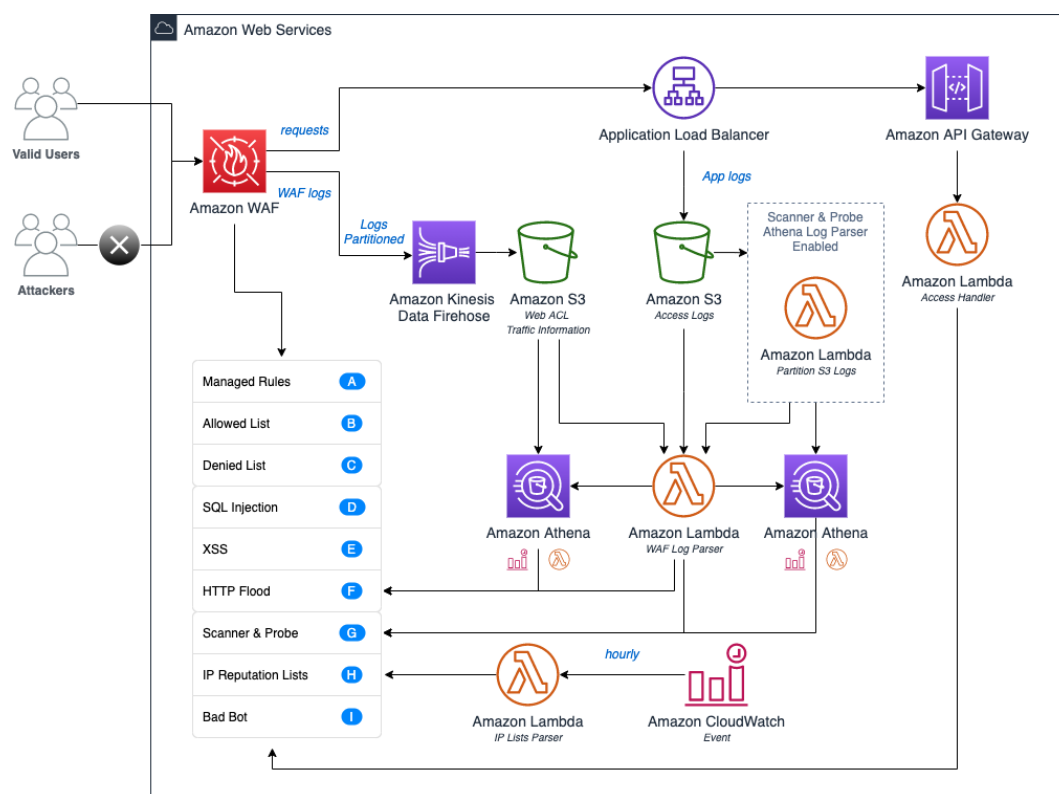 Amazon Web Services
Valid Users
Attackers
Amazon WAF
requests
WAF logs
Application Load Balancer
Amazon API Gateway
App logs
Logs
Partitioned
Amazon Kinesis
Data Firehose
Amazon S3
Web ACL
Traffic Information
Amazon S3
Access Logs
Scanner & Probe
Athena Log Parser
Enabled
Amazon Lambda
Partition S3 Logs
Amazon Lambda
Access Handler
Managed Rules A
Allowed List B
Denied List C
SQL Injection D
XSS E
HTTP Flood F
Scanner & Probe G
IP Reputation Lists H
Bad Bot I
Amazon Athena
Amazon Lambda
WAF Log Parser
Amazon Athena
hourly
Amazon Lambda
IP Lists Parser
Amazon CloudWatch
Event